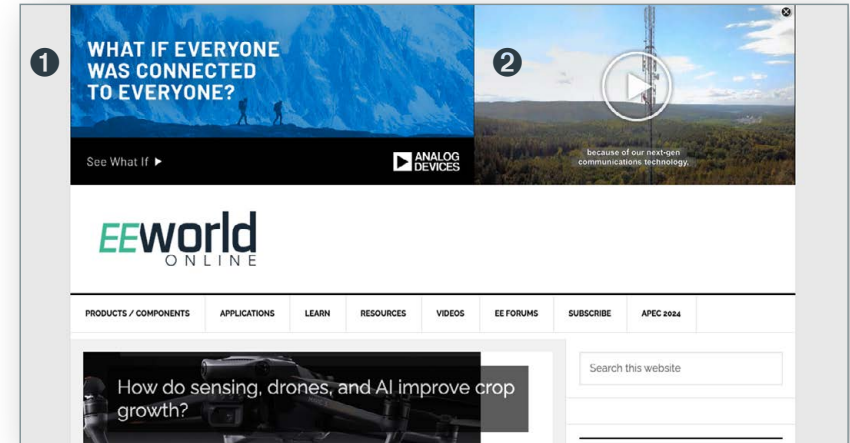 1
WHAT IF EVERYONE
WAS CONNECTED
TO EVERYONE?
See What If
ANALOG
DEVICES
2
because of our next-gen
communications technology.
EEWorld
ONLINE
PRODUCTS / COMPONENTS APPLICATIONS LEARN RESOURCES VIDEOS EE FORUMS SUBSCRIBE APEC 2024
How do sensing, drones, and AI improve crop
growth?
Search this website